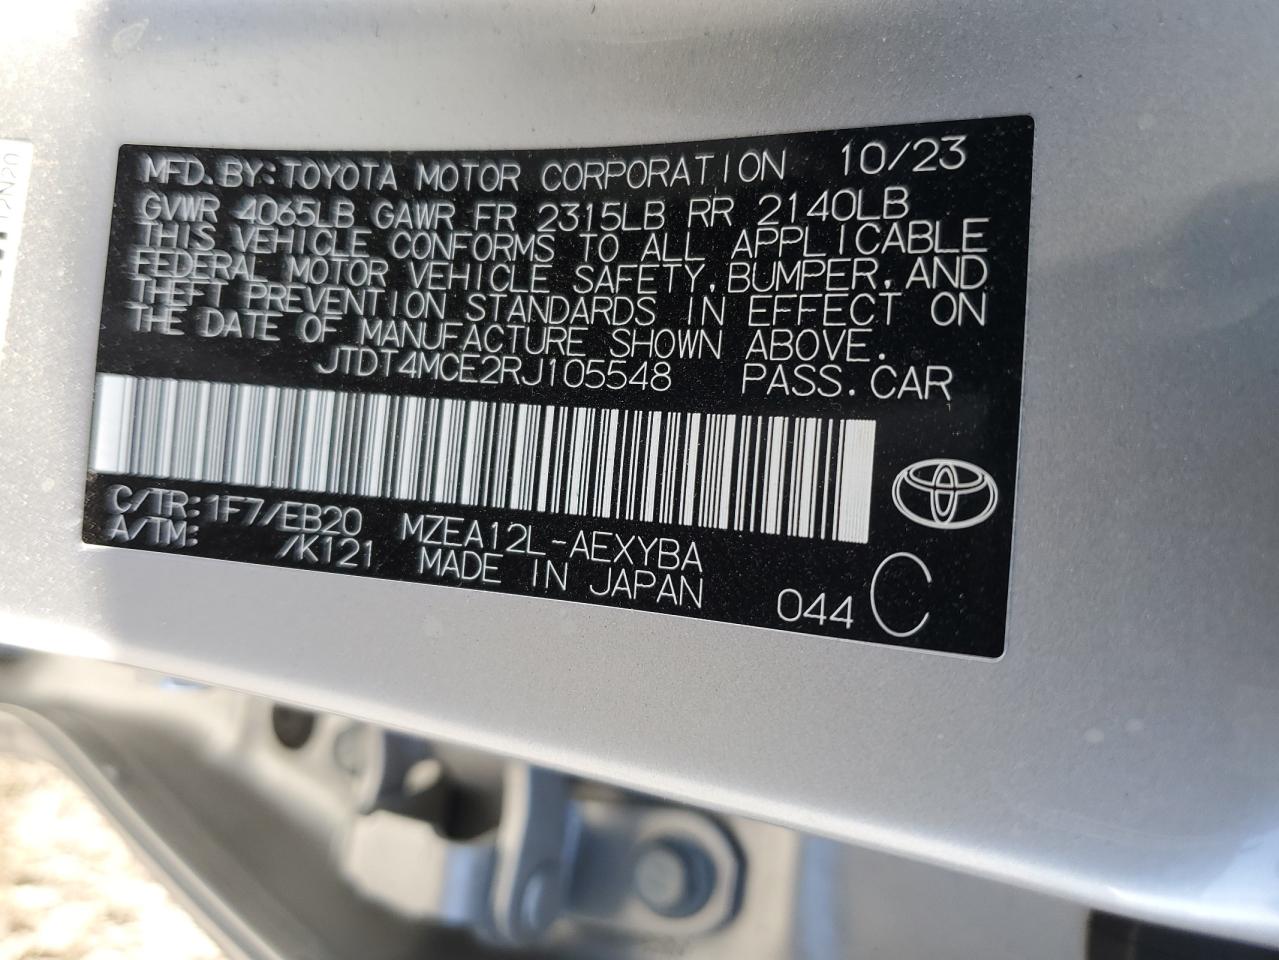 MFD. BY: TOYOTA MOTOR CORPORATION 10/23
GVWR 4065LB GAWR FR 2315LB RR 2140LB
THIS VEHICLE CONFORMS TO ALL APPLICABLE
FEDERAL MOTOR VEHICLE SAFETY, BUMPER, AND
THEFT PREVENTION STANDARDS IN EFFECT ON
THE DATE OF MANUFACTURE SHOWN ABOVE.
JTDT4MCE2RJ105548 PASS. CAR
C/TR: 1F7/EB20 MZEA12L-AEXYBA
A/TM: /K121 MADE IN JAPAN
044 C